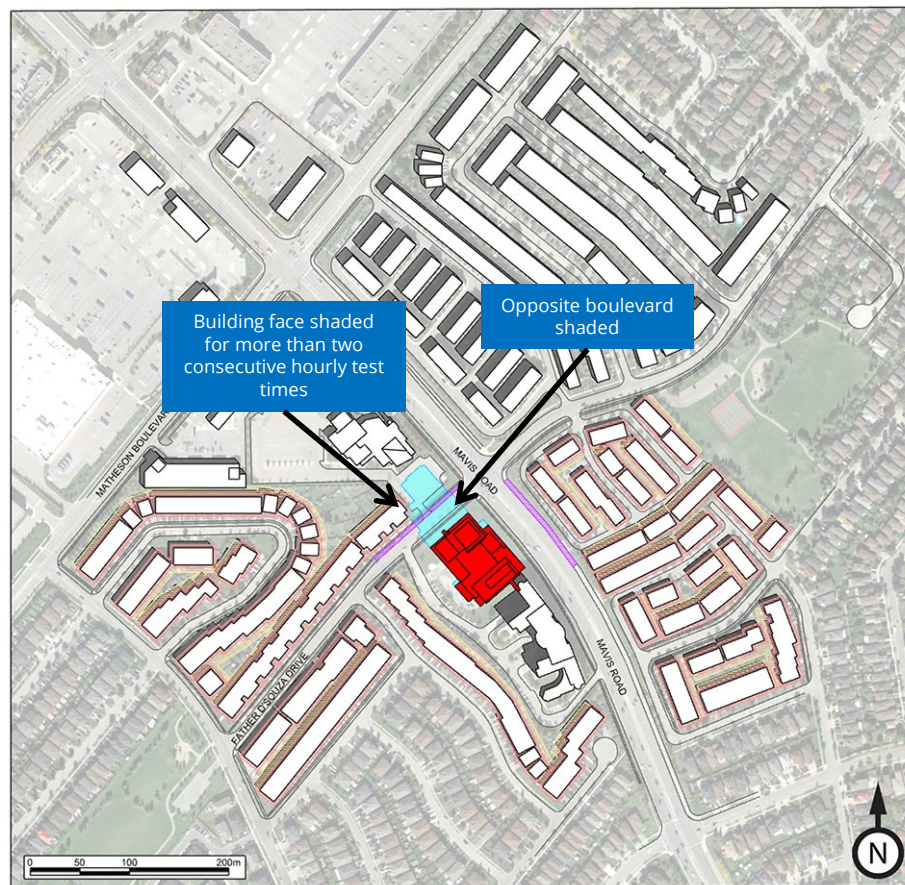 Opposite boulevard
shaded
Building face shaded
for more than two
consecutive hourly test
times
MATHESON BOULEVAR
MAVIS ROAD
FATHER D'SOUZA DRIVE
MAVIS ROAD
0 50 100 200m
N